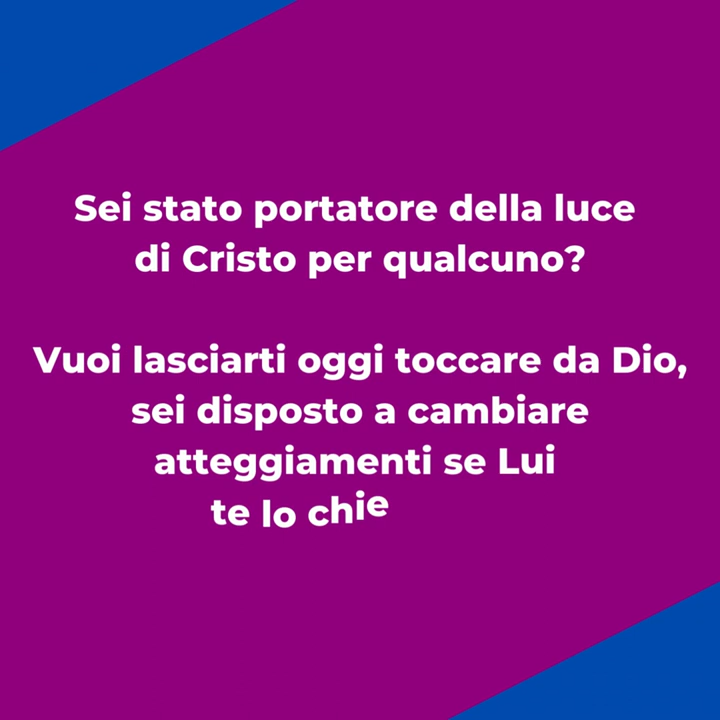 Sei stato portatore della luce
di Cristo per qualcuno?
Vuoi lasciarti oggi toccare da Dio,
sei disposto a cambiare
atteggiamenti se Lui
te lo chie